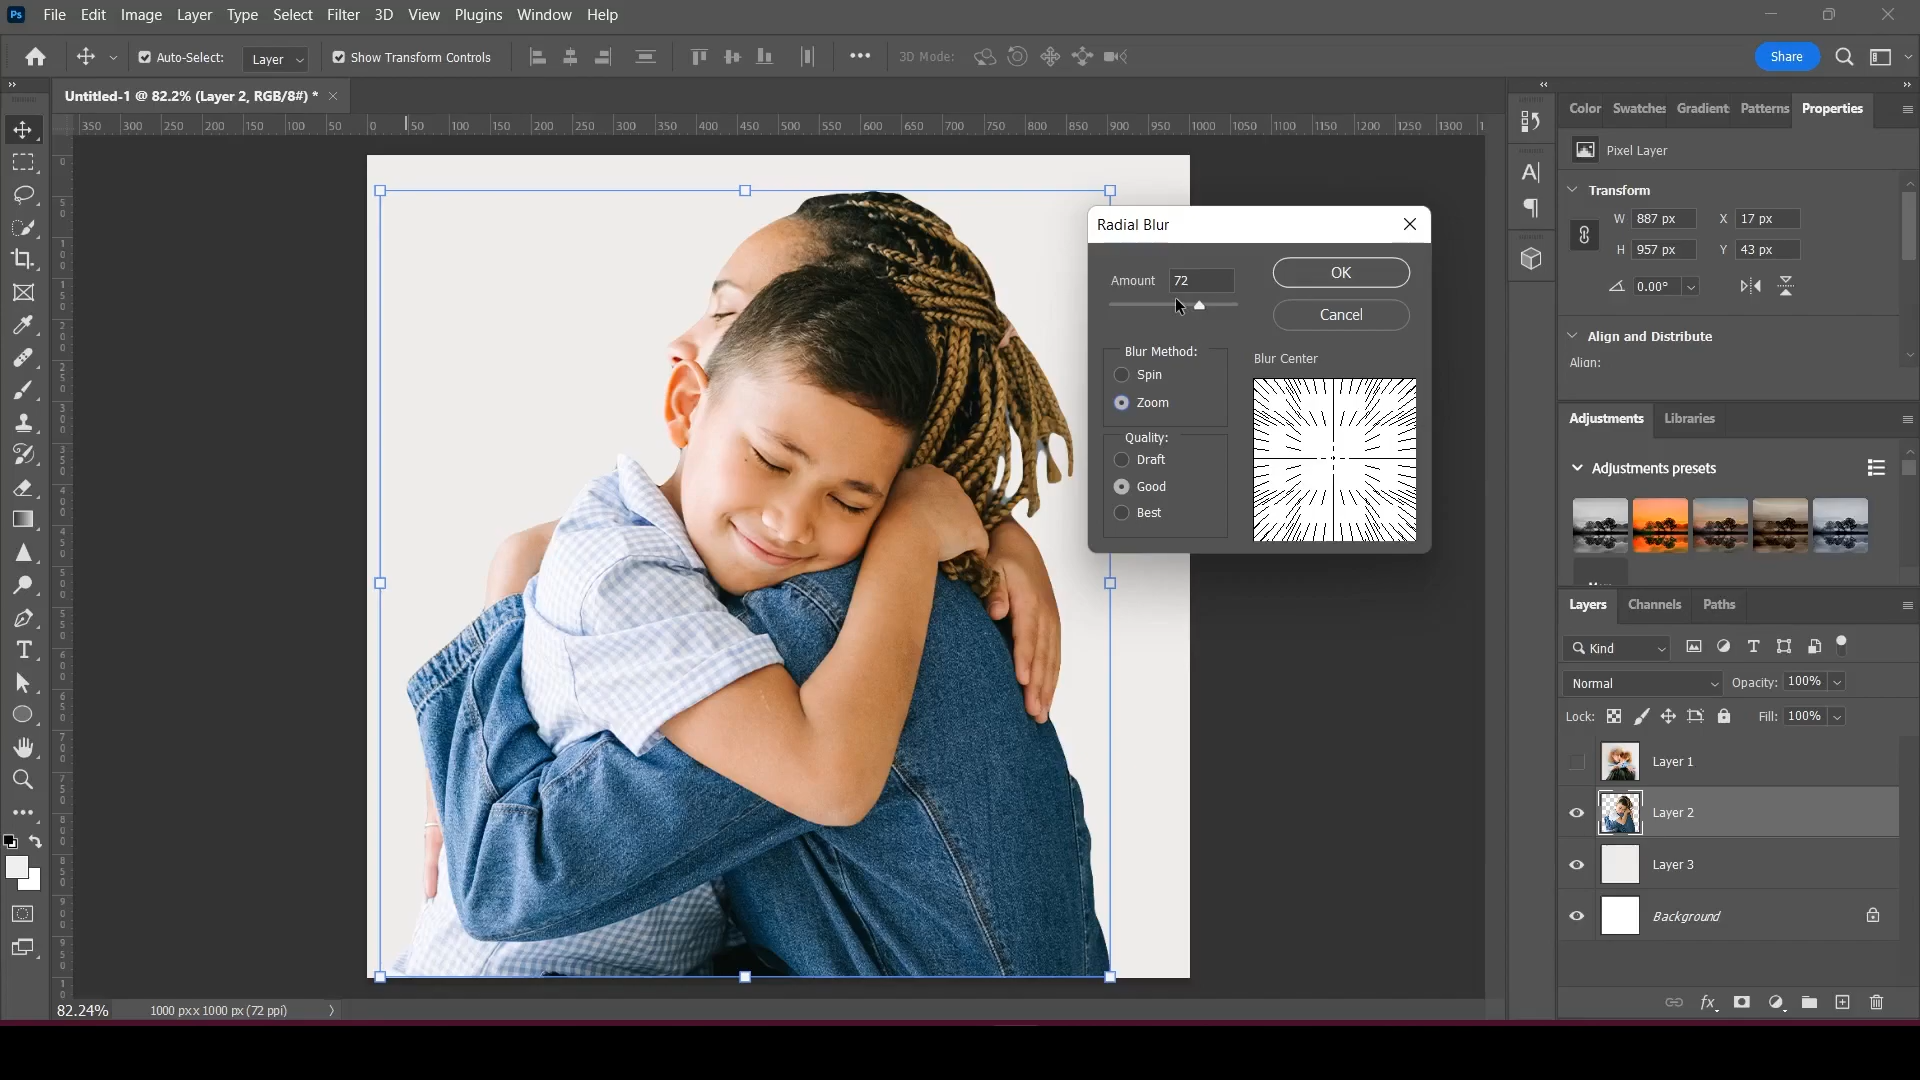 Ps File Edit Image Layer Type Select Filter 3D View Plugins Window Help
Auto-Select: Layer Show Transform Controls 3D Mode: Share
Untitled-1 @ 82.2% (Layer 2, RGB/8#) *
350 300 250 200 150 100 50 0 50 100 150 200 250 300 350 400 450 500 550 600 650 700 750 800 850 900 950 1000 1050 1100 1150 1200 1250 1300
Color Swatches Gradient Patterns Properties
Pixel Layer
Transform
W 887 px X 17 px
H 957 px Y 43 px
0.00°
Align and Distribute
Align:
Radial Blur
Amount 72
OK
Cancel
Blur Method:
Spin
Zoom
Blur Center
Quality:
Draft
Good
Best
Adjustments Libraries
Adjustments presets
Layers Channels Paths
Kind
Normal Opacity: 100%
Lock: Fill: 100%
Layer 1
Layer 2
Layer 3
Background
fx
82.24% 1000 px x 1000 px (72 ppi)